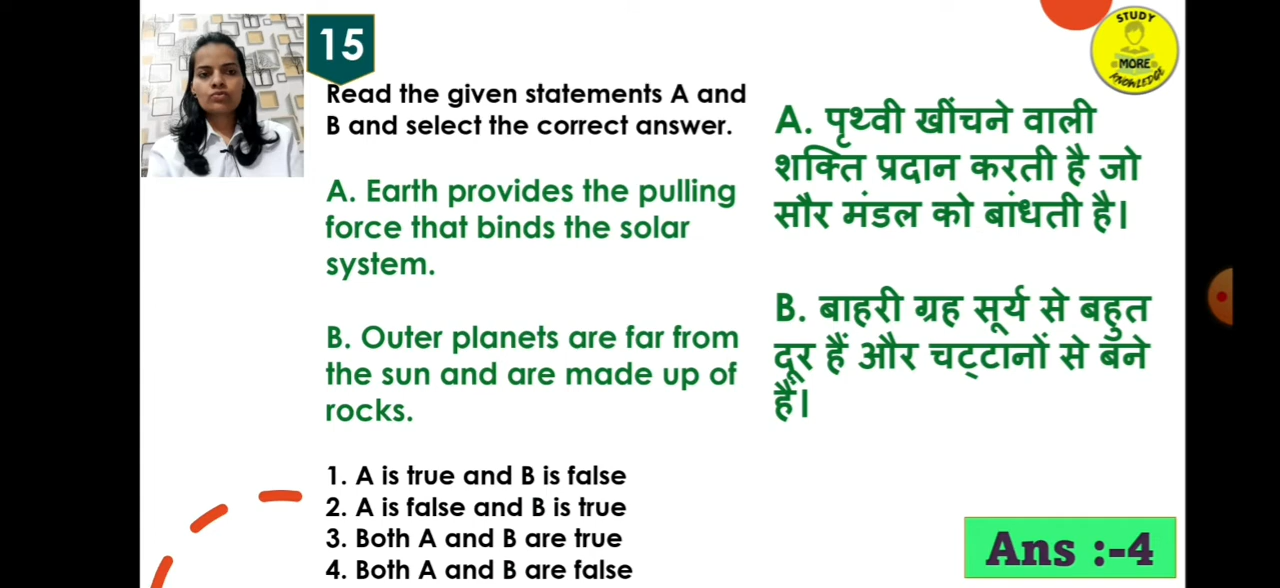 15
STUDY
MORE
KNOWLEDGE
Read the given statements A and
B and select the correct answer.
A. Earth provides the pulling
force that binds the solar
system.
B. Outer planets are far from
the sun and are made up of
rocks.
1. A is true and B is false
2. A is false and B is true
3. Both A and B are true
4. Both A and B are false
A. पृथ्वी खींचने वाली
शक्ति प्रदान करती है जो
सौर मंडल को बांधती है।
B. बाहरी ग्रह सूर्य से बहुत
दूर हैं और चट्टानों से बने
हैं।
Ans :-4